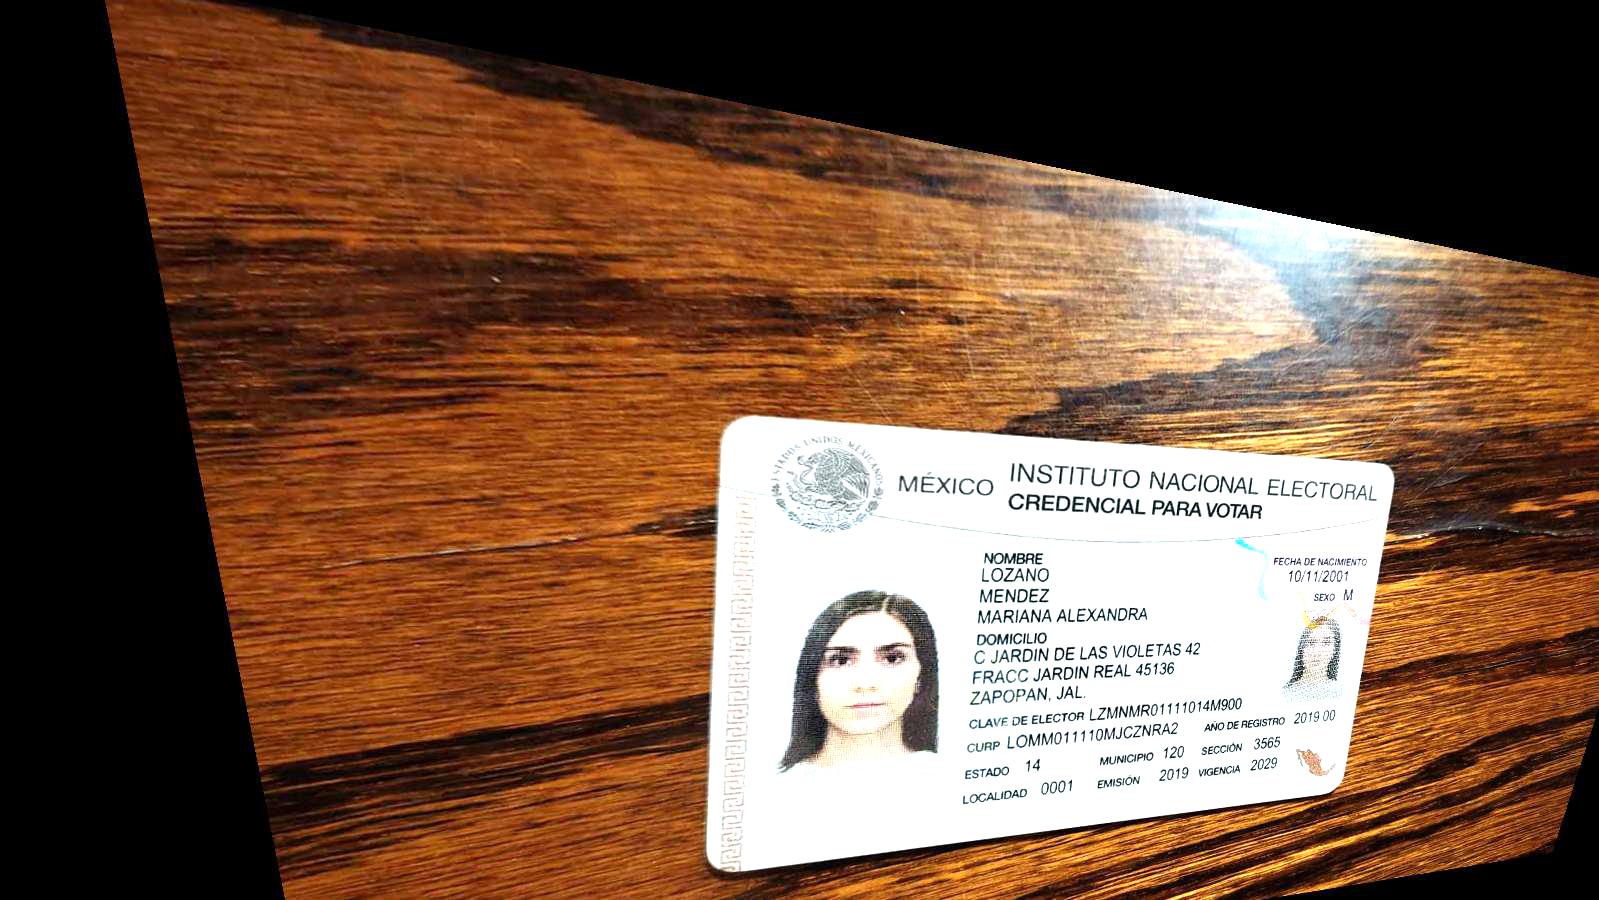 ESTADOS UNIDOS MEXICANOS
MÉXICO INSTITUTO NACIONAL ELECTORAL
CREDENCIAL PARA VOTAR
NOMBRE
LOZANO
MENDEZ
MARIANA ALEXANDRA
FECHA DE NACIMIENTO
10/11/2001
SEXO M
DOMICILIO
C JARDIN DE LAS VIOLETAS 42
FRACC JARDIN REAL 45136
ZAPOPAN, JAL.
CLAVE DE ELECTOR LZMNMR01111014M900
CURP LOMM011110MJCZNRA2 AÑO DE REGISTRO 2019 00
ESTADO 14 MUNICIPIO 120 SECCIÓN 3565
LOCALIDAD 0001 EMISIÓN 2019 VIGENCIA 2029